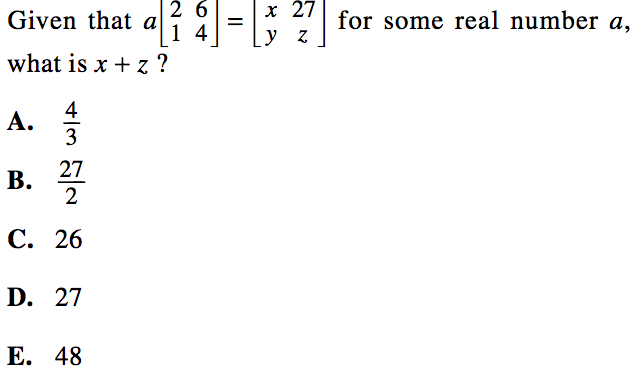 Given that a[2 6 1 4] = [x 27 y z] for some real number a,
what is x + z ?
A. 4/3
B. 27/2
C. 26
D. 27
E. 48